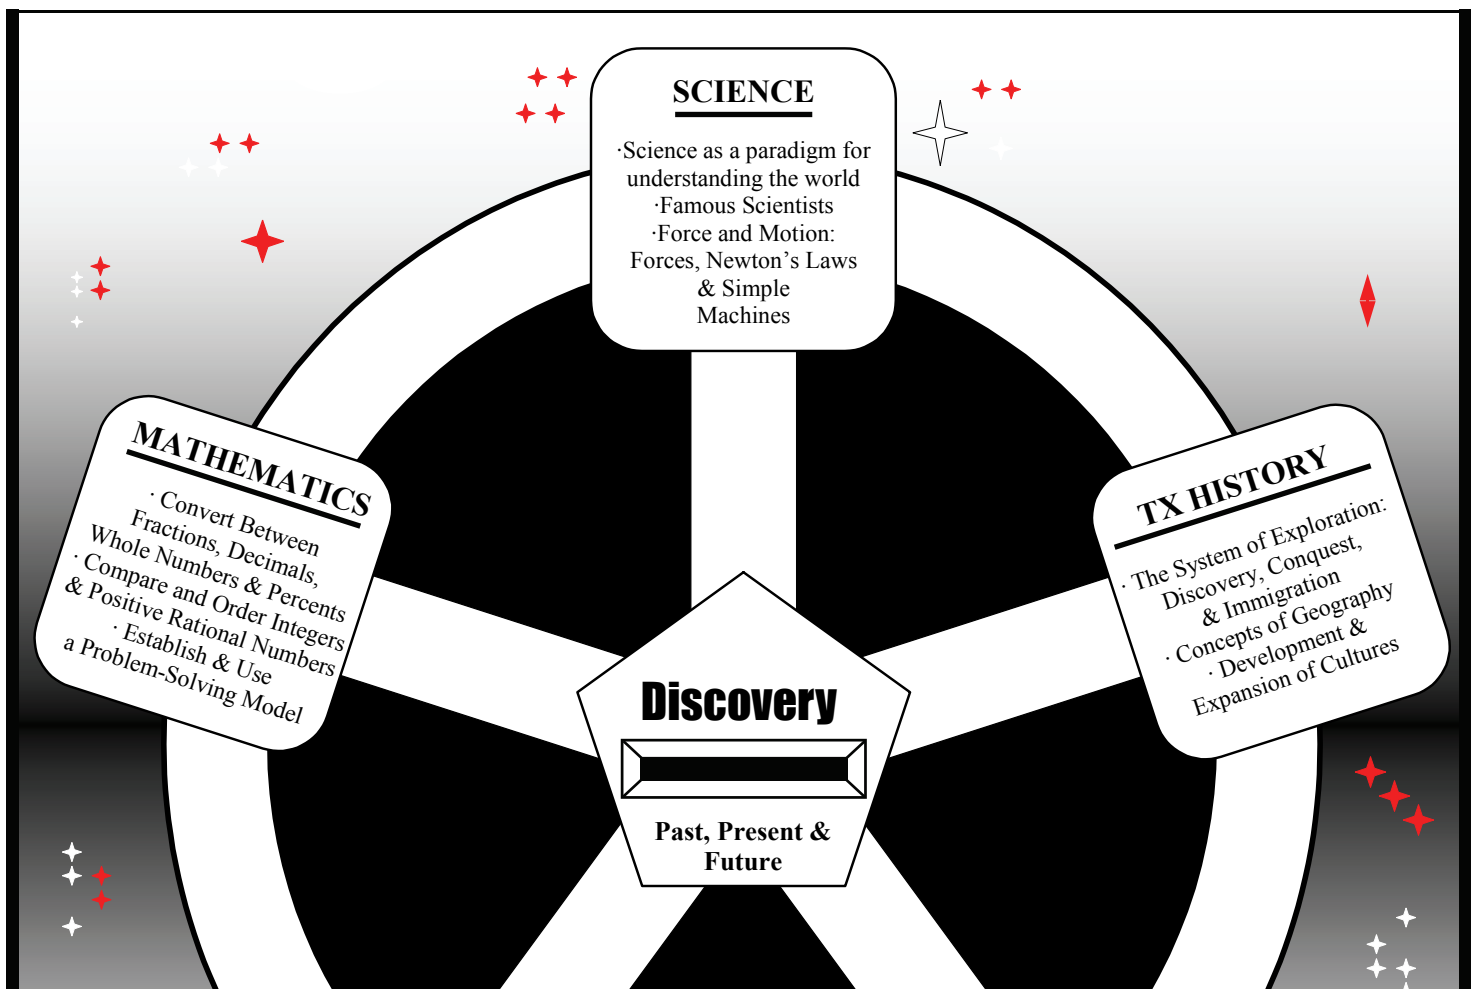 SCIENCE
·Science as a paradigm for
understanding the world
·Famous Scientists
·Force and Motion:
Forces, Newton’s Laws
& Simple
Machines
MATHEMATICS
· Convert Between
Fractions, Decimals,
Whole Numbers & Percents
· Compare and Order Integers
& Positive Rational Numbers
· Establish & Use
a Problem-Solving Model
TX HISTORY
· The System of Exploration:
Discovery, Conquest,
& Immigration
· Concepts of Geography
· Development &
Expansion of Cultures
Discovery
Past, Present &
Future